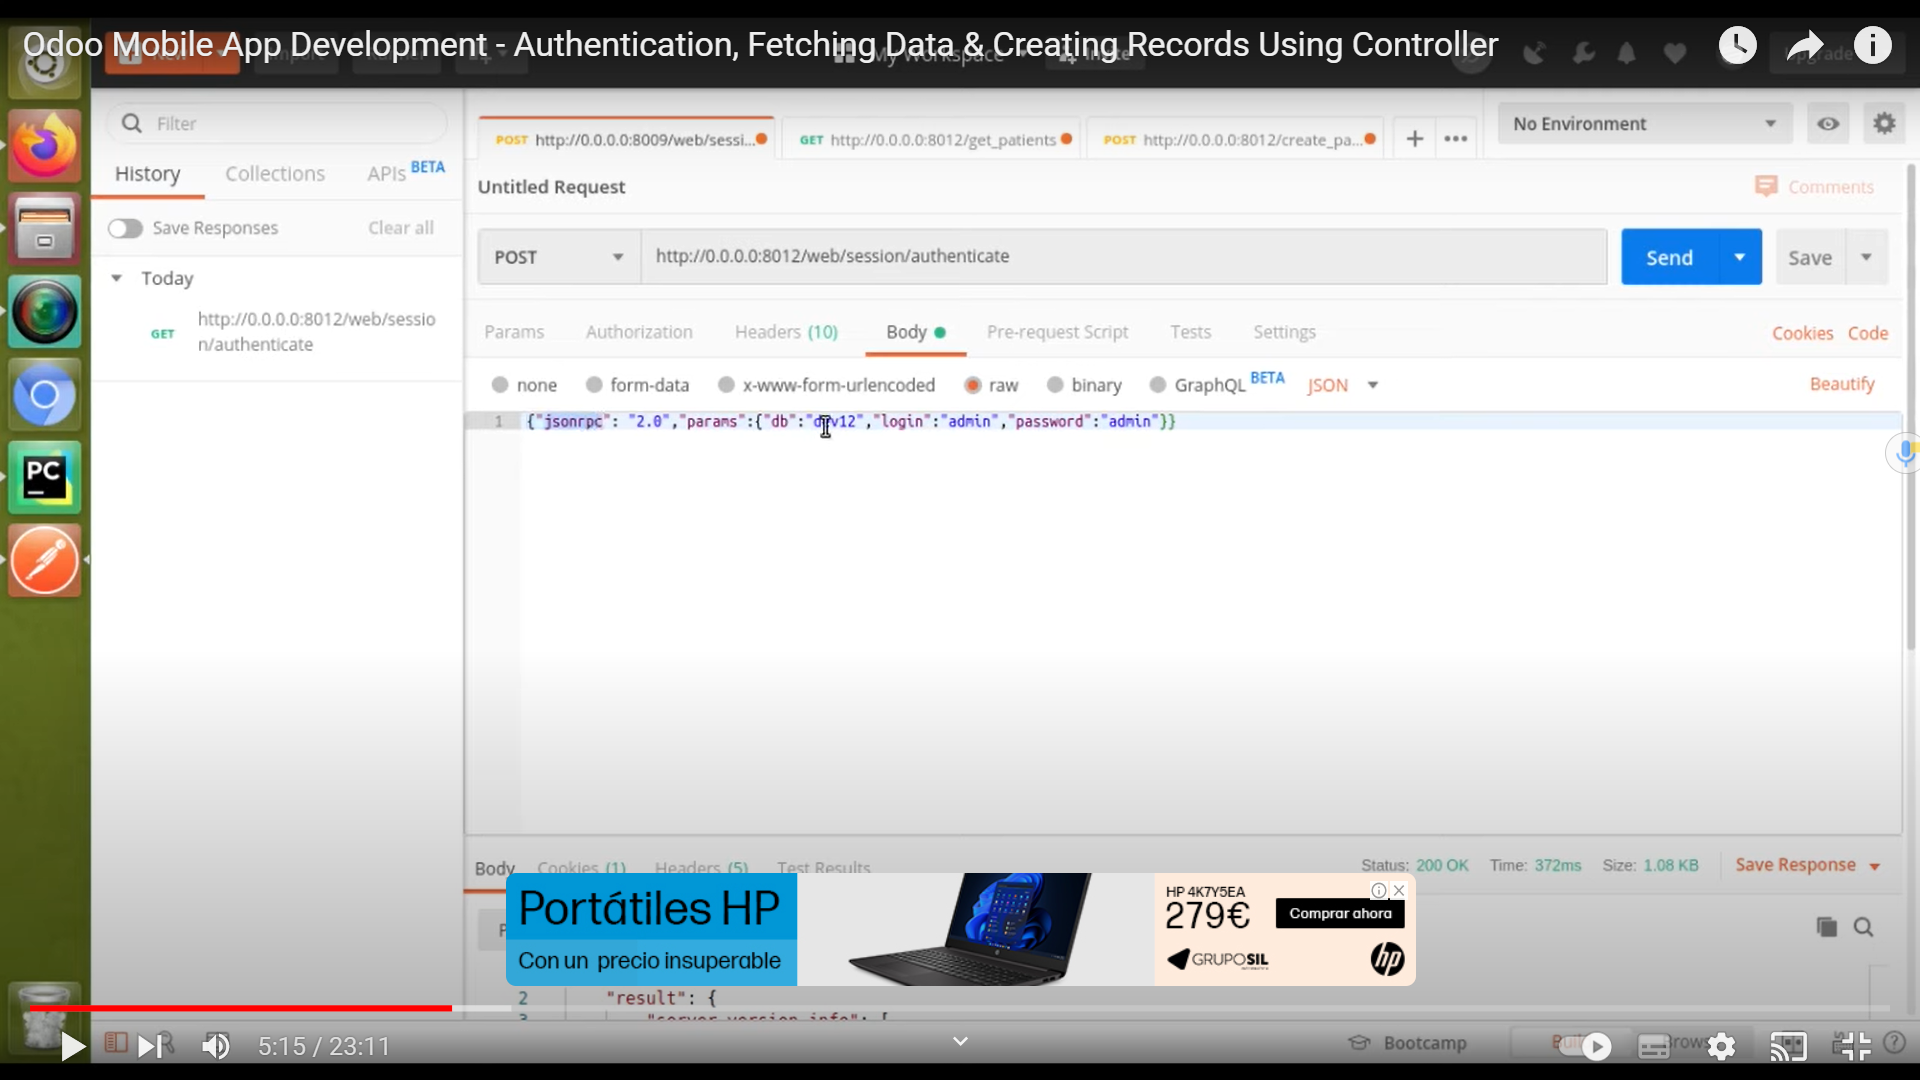 Odoo Mobile App Development - Authentication, Fetching Data & Creating Records Using Controller
My Workspace
Filter
History
Collections
APIs BETA
Save Responses
Clear all
Today
GET
http://0.0.0.0:8012/web/sessio
n/authenticate
POST http://0.0.0.0:8009/web/sessi...
GET http://0.0.0.0:8012/get_patients
POST http://0.0.0.0:8012/create_pa...
No Environment
Untitled Request
Comments
POST
http://0.0.0.0:8012/web/session/authenticate
Send
Save
Params
Authorization
Headers (10)
Body
Pre-request Script
Tests
Settings
Cookies Code
none
form-data
x-www-form-urlencoded
raw
binary
GraphQL BETA
JSON
Beautify
1 {"jsonrpc": "2.0","params":{"db":"v12","login":"admin","password":"admin"}}
PC
Body
Cookies (1)
Headers (5)
Test Results
Status: 200 OK
Time: 372ms
Size: 1.08 KB
Save Response
Portátiles HP
Con un precio insuperable
HP 4K7Y5EA
279€
Comprar ahora
GRUPOSIL
hp
2 "result": {
3 "server_version_info": [
5:15 / 23:11
Bootcamp